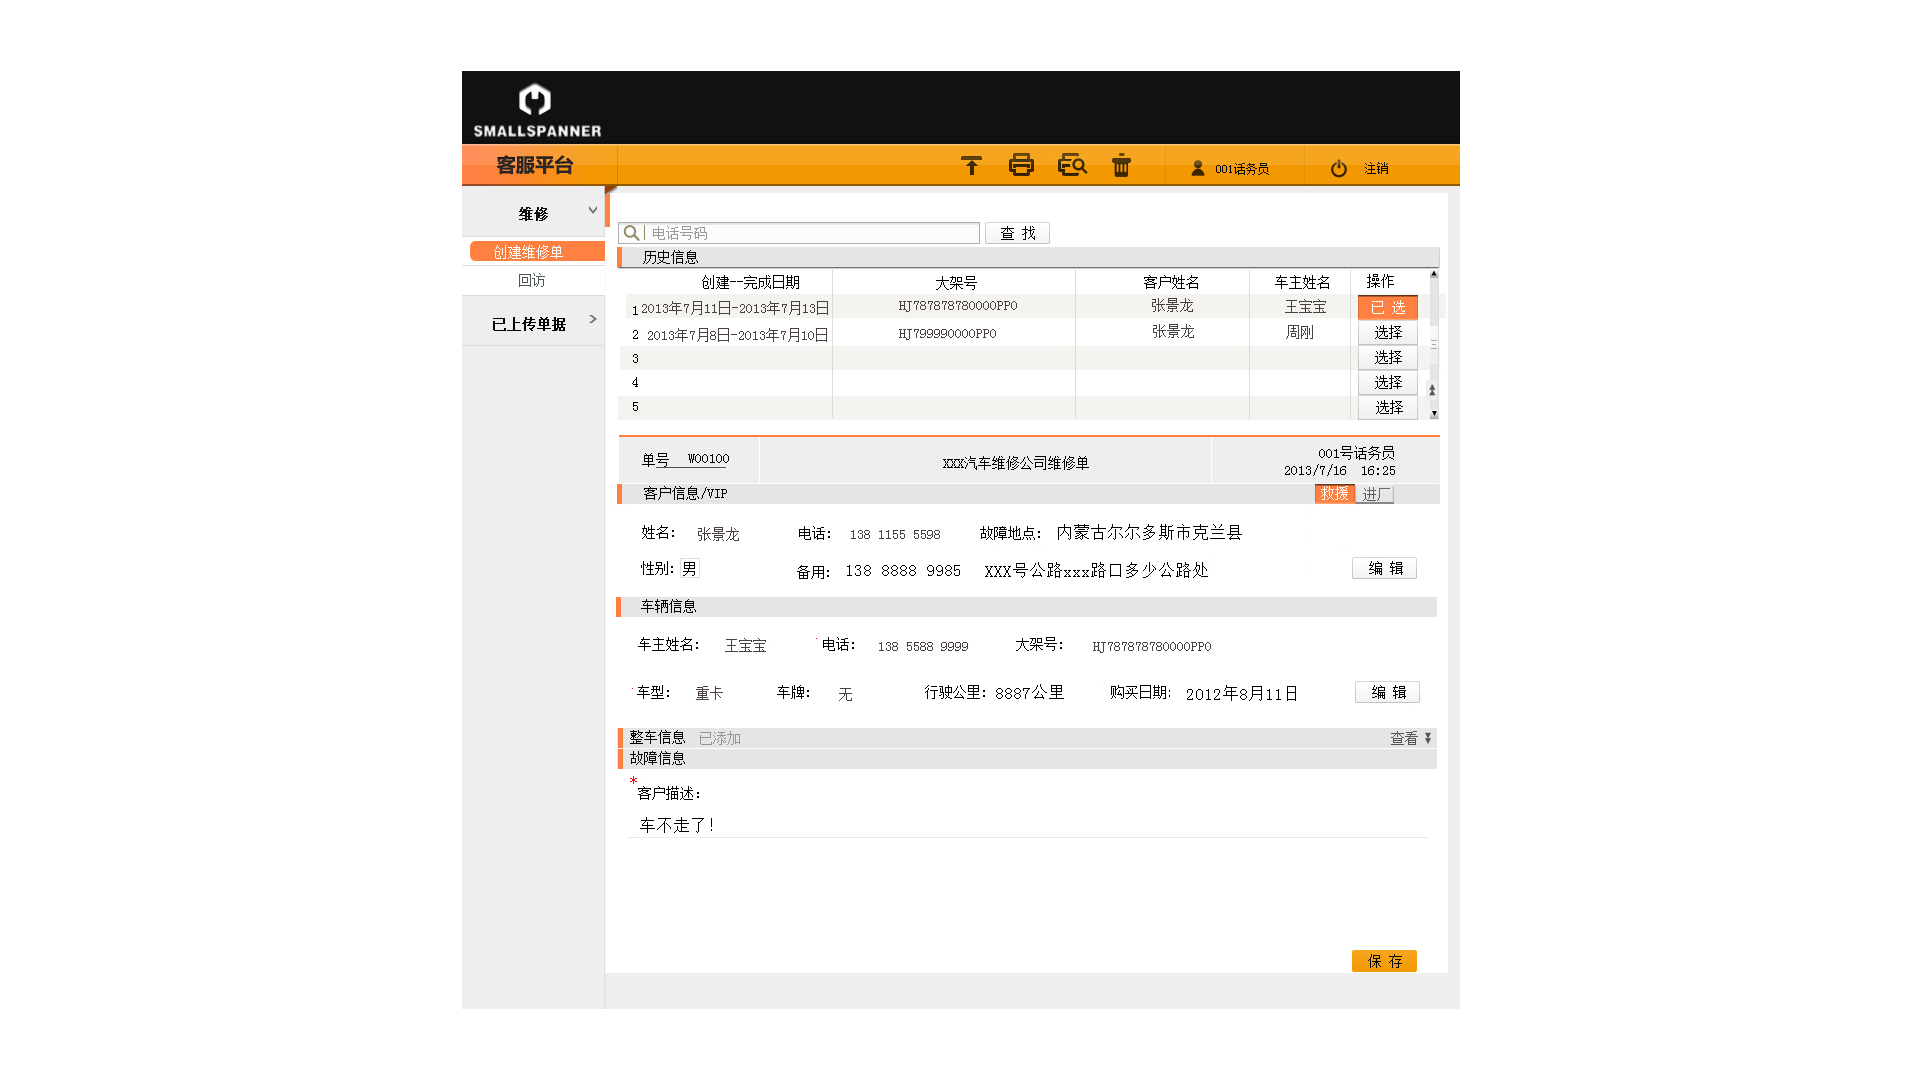 SMALLSPANNER
客服平台
001话务员 注销
维修
创建维修单
回访
已上传单据
电话号码 查 找
历史信息
创建--完成日期 大架号 客户姓名 车主姓名 操作
1 2013年7月11日-2013年7月13日 HJ787878780000PPO 张景龙 王宝宝 已 选
2 2013年7月8日-2013年7月10日 HJ799990000PPO 张景龙 周刚 选择
3 选择
4 选择
5 选择
单号 W00100 XXX汽车维修公司维修单 001号话务员
2013/7/16 16:25
客户信息/VIP 救援 进厂
姓名: 张景龙 电话: 138 1155 5598 故障地点: 内蒙古尔尔多斯市克兰县
性别: 男 备用: 138 8888 9985 XXX号公路xxx路口多少公路处 编 辑
车辆信息
车主姓名: 王宝宝 电话: 138 5588 9999 大架号: HJ787878780000PPO
车型: 重卡 车牌: 无 行驶公里: 8887公里 购买日期: 2012年8月11日 编 辑
整车信息 已添加 查看
故障信息
*
客户描述:
车不走了!
保 存